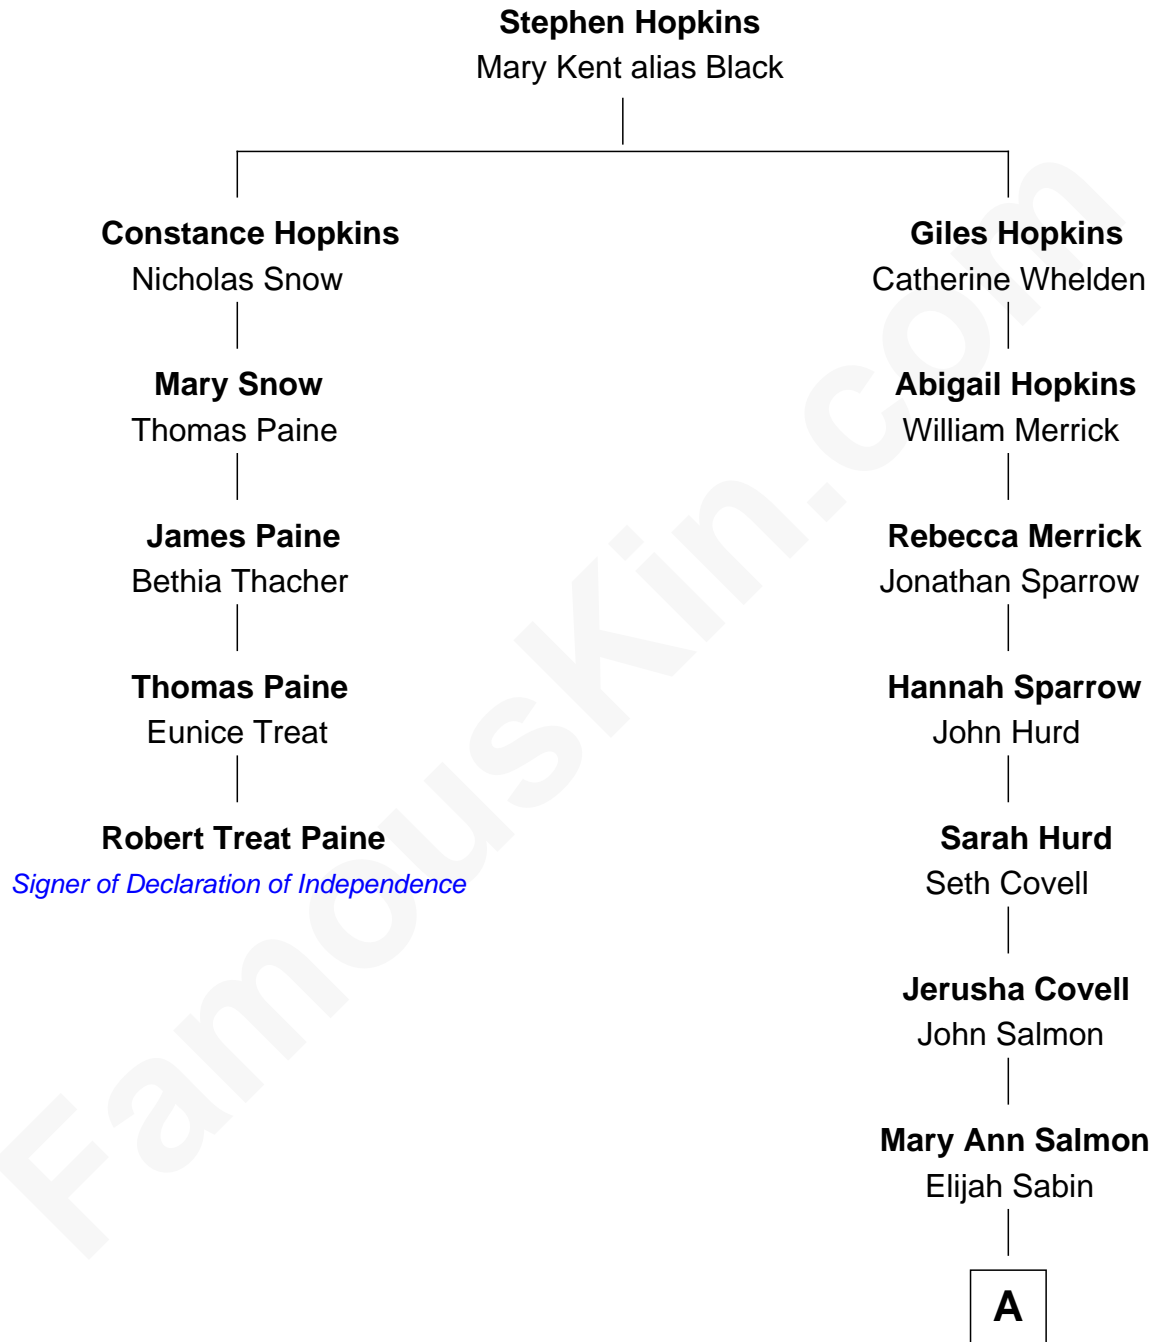 Stephen Hopkins
Mary Kent alias Black
Constance Hopkins
Nicholas Snow
Mary Snow
Thomas Paine
James Paine
Bethia Thacher
Thomas Paine
Eunice Treat
Robert Treat Paine
Signer of Declaration of Independence
Giles Hopkins
Catherine Whelden
Abigail Hopkins
William Merrick
Rebecca Merrick
Jonathan Sparrow
Hannah Sparrow
John Hurd
Sarah Hurd
Seth Covell
Jerusha Covell
John Salmon
Mary Ann Salmon
Elijah Sabin
A
FamousKin.com